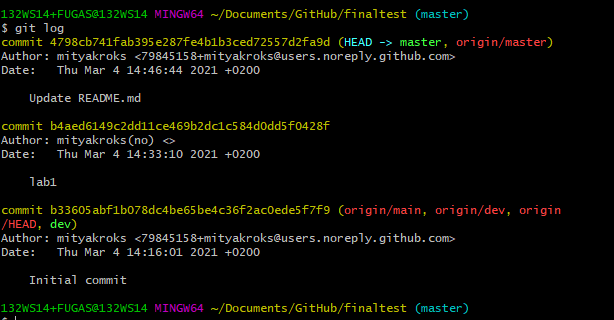 132WS14+FUGAS@132WS14 MINGW64 ~/Documents/GitHub/finaltest (master)
$ git log
commit 4798cb741fab395e287fe4b1b3ced72557d2fa9d (HEAD -> master, origin/master)
Author: mityakroks <79845158+mityakroks@users.noreply.github.com>
Date:   Thu Mar 4 14:46:44 2021 +0200
    Update README.md
commit b4aed6149c2dd11ce469b2dc1c584d0dd5f0428f
Author: mityakroks(no) <>
Date:   Thu Mar 4 14:33:10 2021 +0200
    lab1
commit b33605abf1b078dc4be65be4c36f2ac0ede5f7f9 (origin/main, origin/dev, origin
/HEAD, dev)
Author: mityakroks <79845158+mityakroks@users.noreply.github.com>
Date:   Thu Mar 4 14:16:01 2021 +0200
    Initial commit
132WS14+FUGAS@132WS14 MINGW64 ~/Documents/GitHub/finaltest (master)
$